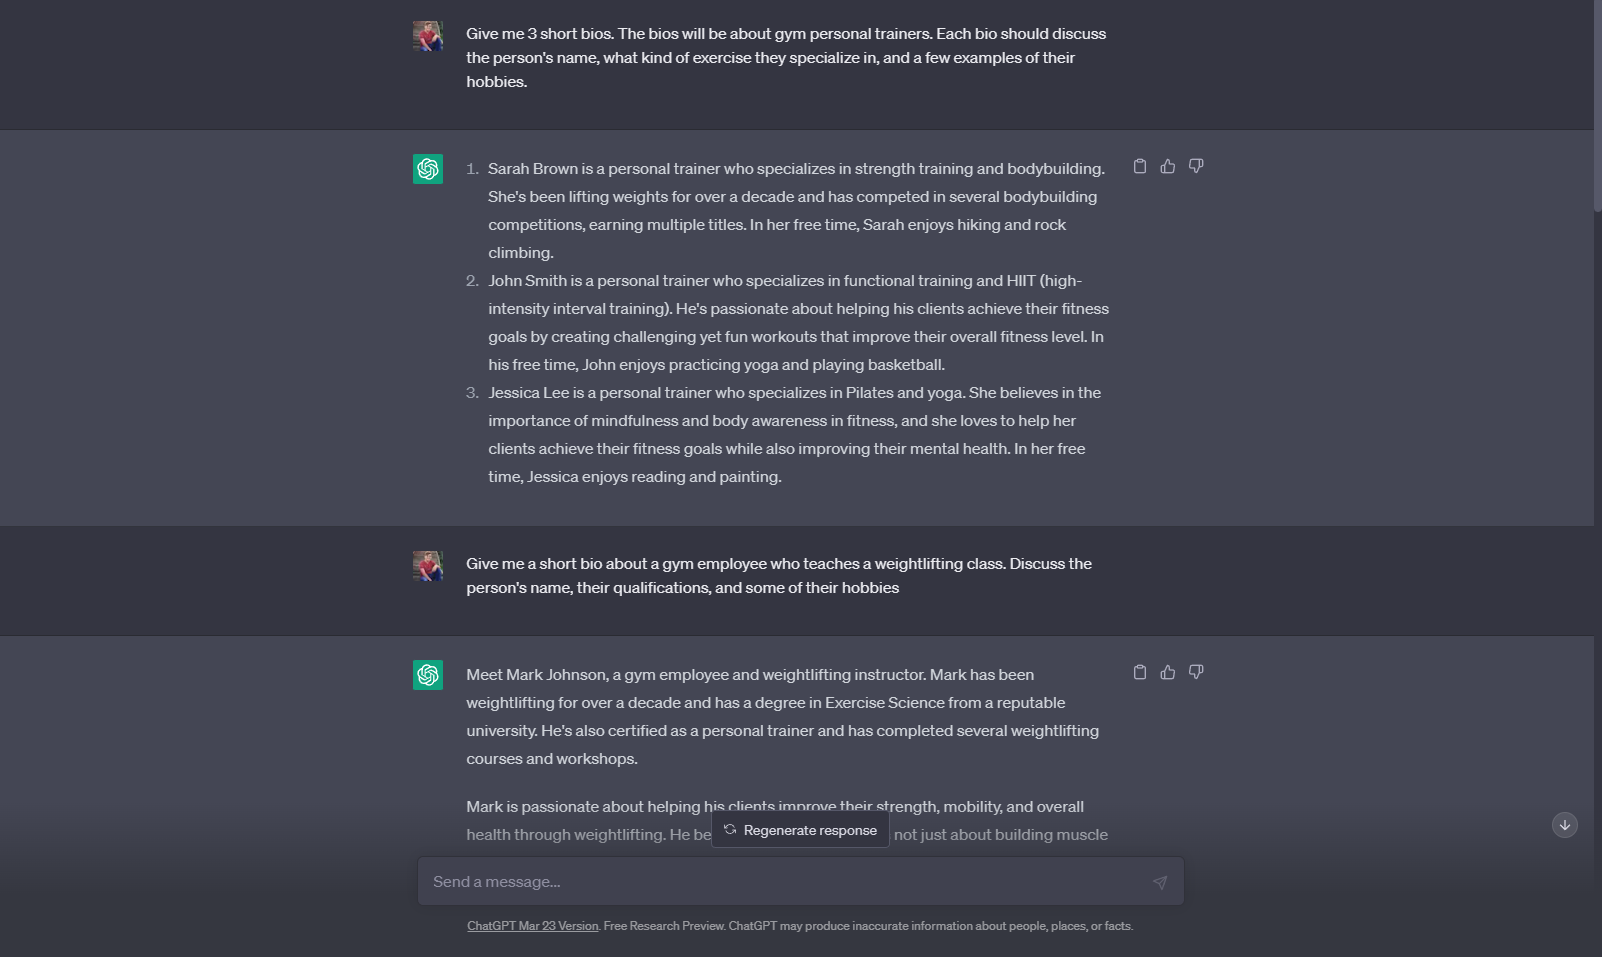 Give me 3 short bios. The bios will be about gym personal trainers. Each bio should discuss
the person's name, what kind of exercise they specialize in, and a few examples of their
hobbies.
1. Sarah Brown is a personal trainer who specializes in strength training and bodybuilding.
She's been lifting weights for over a decade and has competed in several bodybuilding
competitions, earning multiple titles. In her free time, Sarah enjoys hiking and rock
climbing.
2. John Smith is a personal trainer who specializes in functional training and HIIT (high-
intensity interval training). He's passionate about helping his clients achieve their fitness
goals by creating challenging yet fun workouts that improve their overall fitness level. In
his free time, John enjoys practicing yoga and playing basketball.
3. Jessica Lee is a personal trainer who specializes in Pilates and yoga. She believes in the
importance of mindfulness and body awareness in fitness, and she loves to help her
clients achieve their fitness goals while also improving their mental health. In her free
time, Jessica enjoys reading and painting.
Give me a short bio about a gym employee who teaches a weightlifting class. Discuss the
person's name, their qualifications, and some of their hobbies
Meet Mark Johnson, a gym employee and weightlifting instructor. Mark has been
weightlifting for over a decade and has a degree in Exercise Science from a reputable
university. He's also certified as a personal trainer and has completed several weightlifting
courses and workshops.
Mark is passionate about helping his clients improve their strength, mobility, and overall
health through weightlifting. He be not just about building muscle
Regenerate response
Send a message...
ChatGPT Mar 23 Version. Free Research Preview. ChatGPT may produce inaccurate information about people, places, or facts.